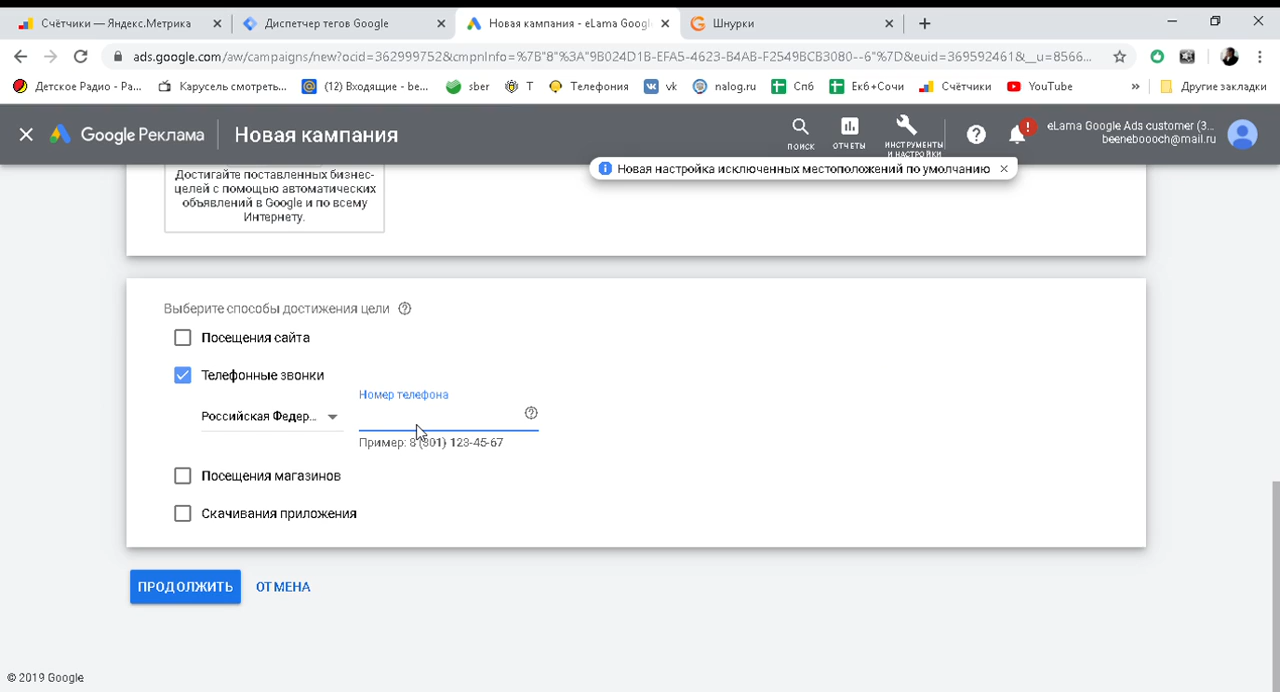 Счётчики — Яндекс.Метрика
Диспетчер тегов Google
Новая кампания - eLama Googl
Шнурки
ads.google.com/aw/campaigns/new?ocid=362999752&cmpnInfo=%7B"8"%3A"9B024D1B-EFA5-4623-B4AB-F2549BCB3080--6"%7D&euid=369592461&__u=8566...
Детское Радио - Ра...
Карусель смотреть...
(12) Входящие - be...
sber
Т
Телефония
vk
nalog.ru
Спб
Екб+Сочи
Счётчики
YouTube
»
Другие закладки
Google Реклама
Новая кампания
ПОИСК
ОТЧЕТЫ
ИНСТРУМЕНТЫ
И НАСТРОЙКИ
eLama Google Ads customer (3...
beeneboooch@mail.ru
Новая настройка исключенных местоположений по умолчанию
Достигайте поставленных бизнес-
целей с помощью автоматических
объявлений в Google и по всему
Интернету.
Выберите способы достижения цели
Посещения сайта
Телефонные звонки
Номер телефона
Российская Федер...
Пример: 8 (301) 123-45-67
Посещения магазинов
Скачивания приложения
ПРОДОЛЖИТЬ
ОТМЕНА
© 2019 Google